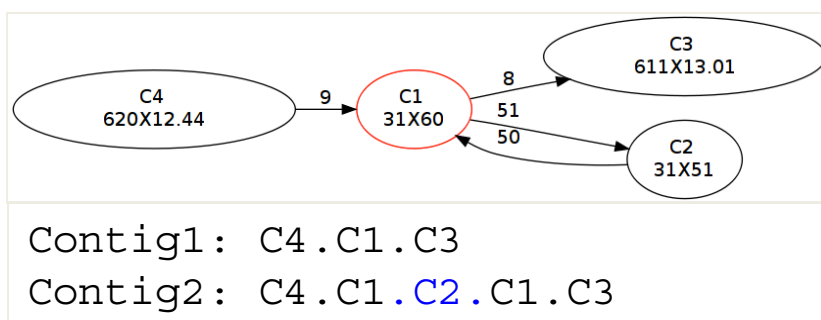 C4
620X12.44
9
C1
31X60
8
C3
611X13.01
51
50
C2
31X51
Contig1: C4.C1.C3
Contig2: C4.C1.C2.C1.C3